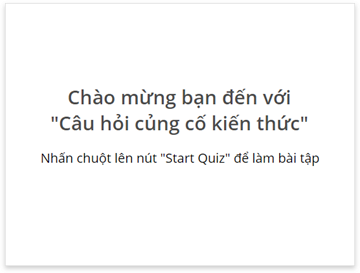 Chào mừng bạn đến với
"Câu hỏi củng cố kiến thức"
Nhấn chuột lên nút "Start Quiz" để làm bài tập